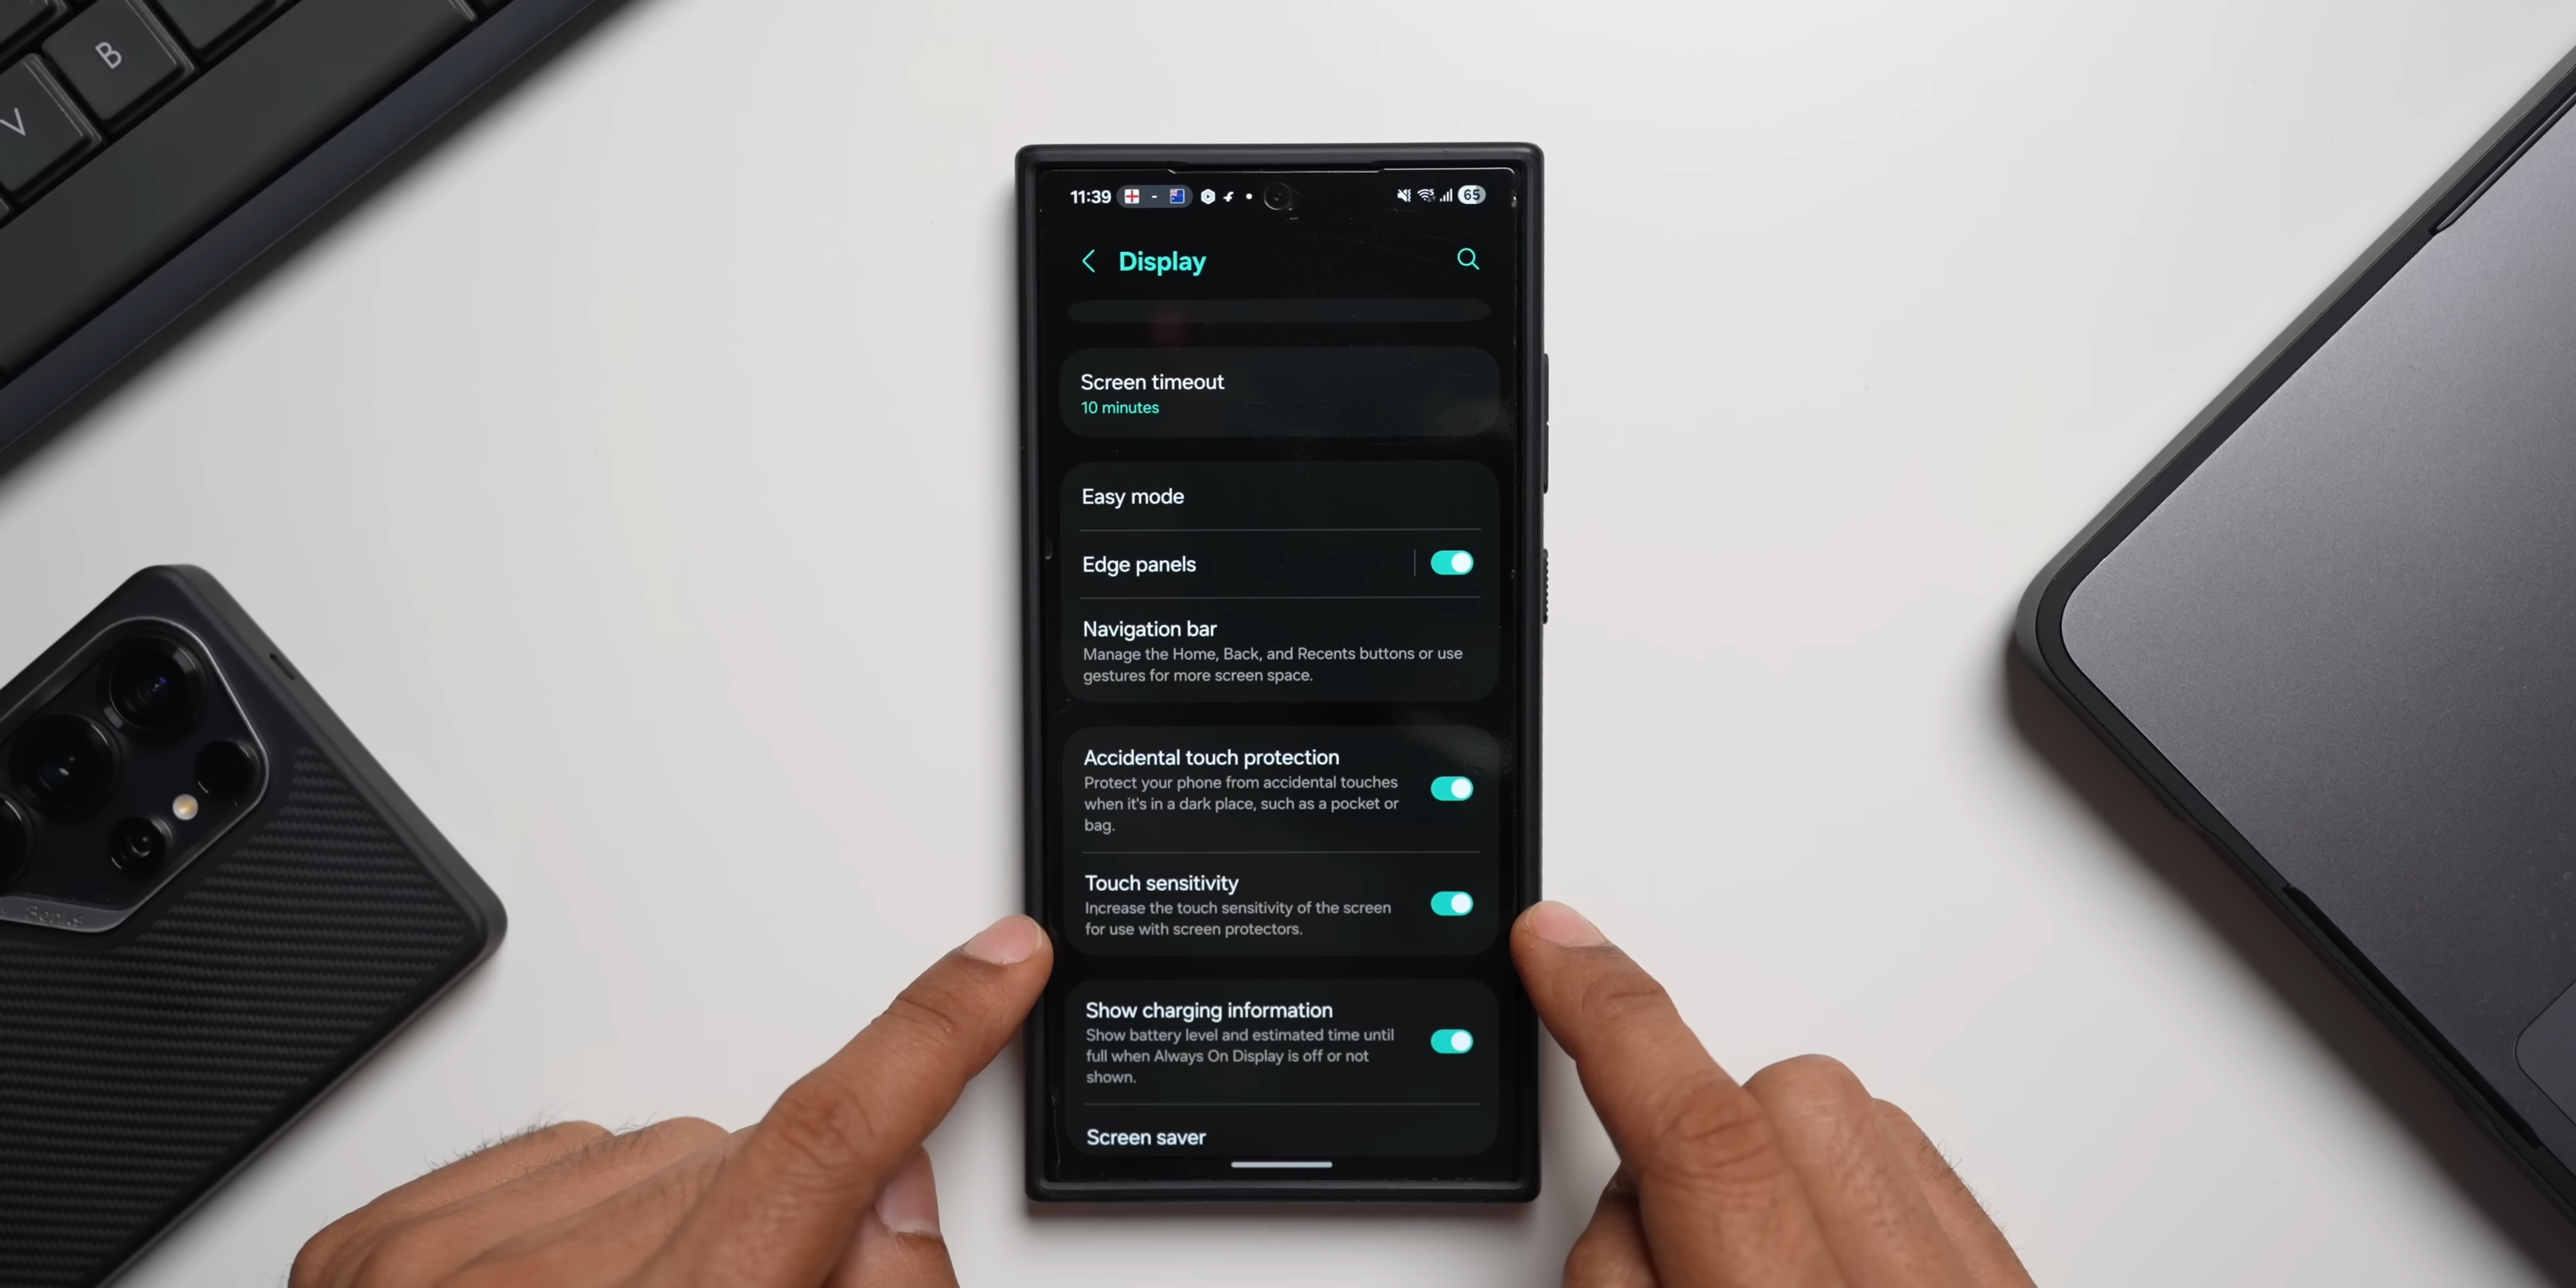 B
V
11:39
-
65
Display
Screen timeout
10 minutes
Easy mode
Edge panels
Navigation bar
Manage the Home, Back, and Recents buttons or use
gestures for more screen space.
Accidental touch protection
Protect your phone from accidental touches
when it's in a dark place, such as a pocket or
bag.
Touch sensitivity
Increase the touch sensitivity of the screen
for use with screen protectors.
Show charging information
Show battery level and estimated time until
full when Always On Display is off or not
shown.
Screen saver